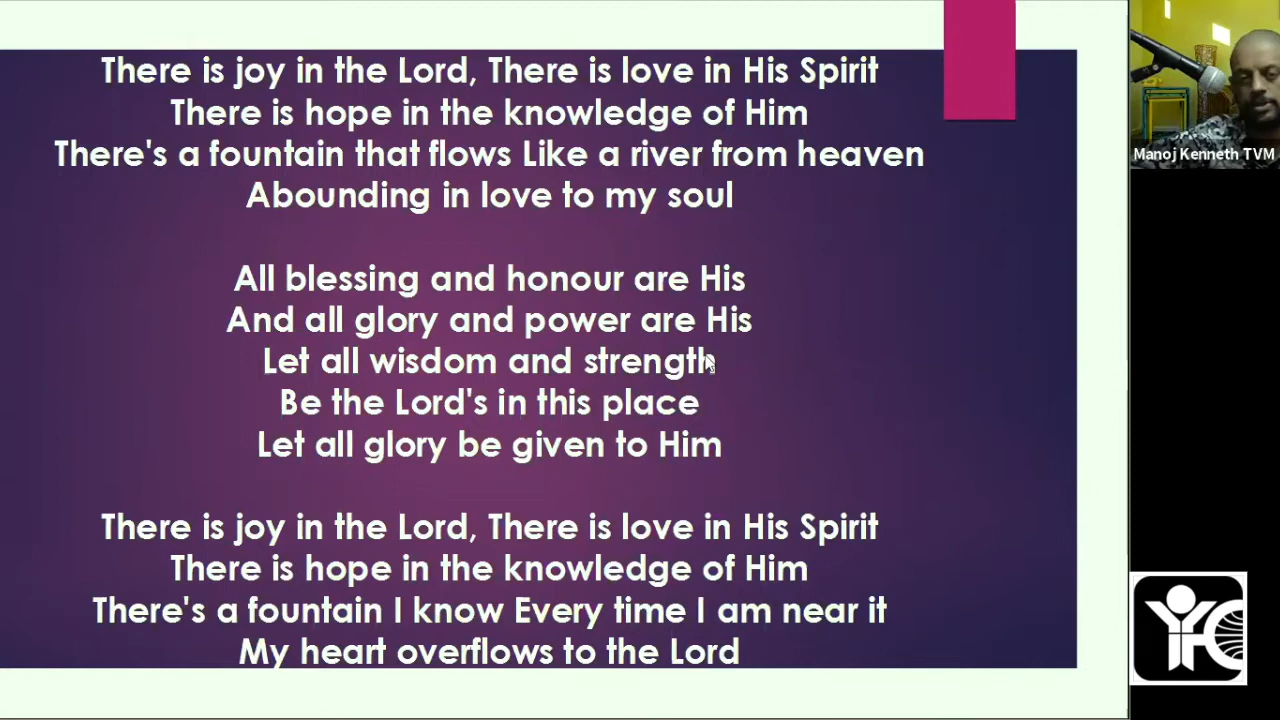 There is joy in the Lord, There is love in His Spirit
There is hope in the knowledge of Him
There's a fountain that flows Like a river from heaven
Abounding in love to my soul
All blessing and honour are His
And all glory and power are His
Let all wisdom and strength
Be the Lord's in this place
Let all glory be given to Him
There is joy in the Lord, There is love in His Spirit
There is hope in the knowledge of Him
There's a fountain I know Every time I am near it
My heart overflows to the Lord
Manoj Kenneth TVM
YFC